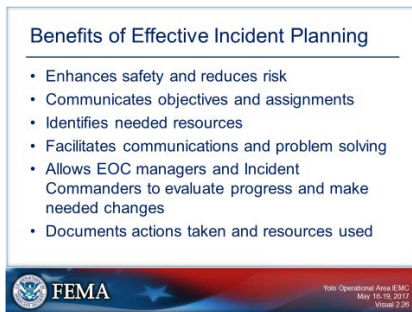 Benefits of Effective Incident Planning
• Enhances safety and reduces risk
• Communicates objectives and assignments
• Identifies needed resources
• Facilitates communications and problem solving
• Allows EOC managers and Incident
Commanders to evaluate progress and make
needed changes
• Documents actions taken and resources used
FEMA
Yolo Operational Area IEMC
May 16-19, 2017
Visual 2.26